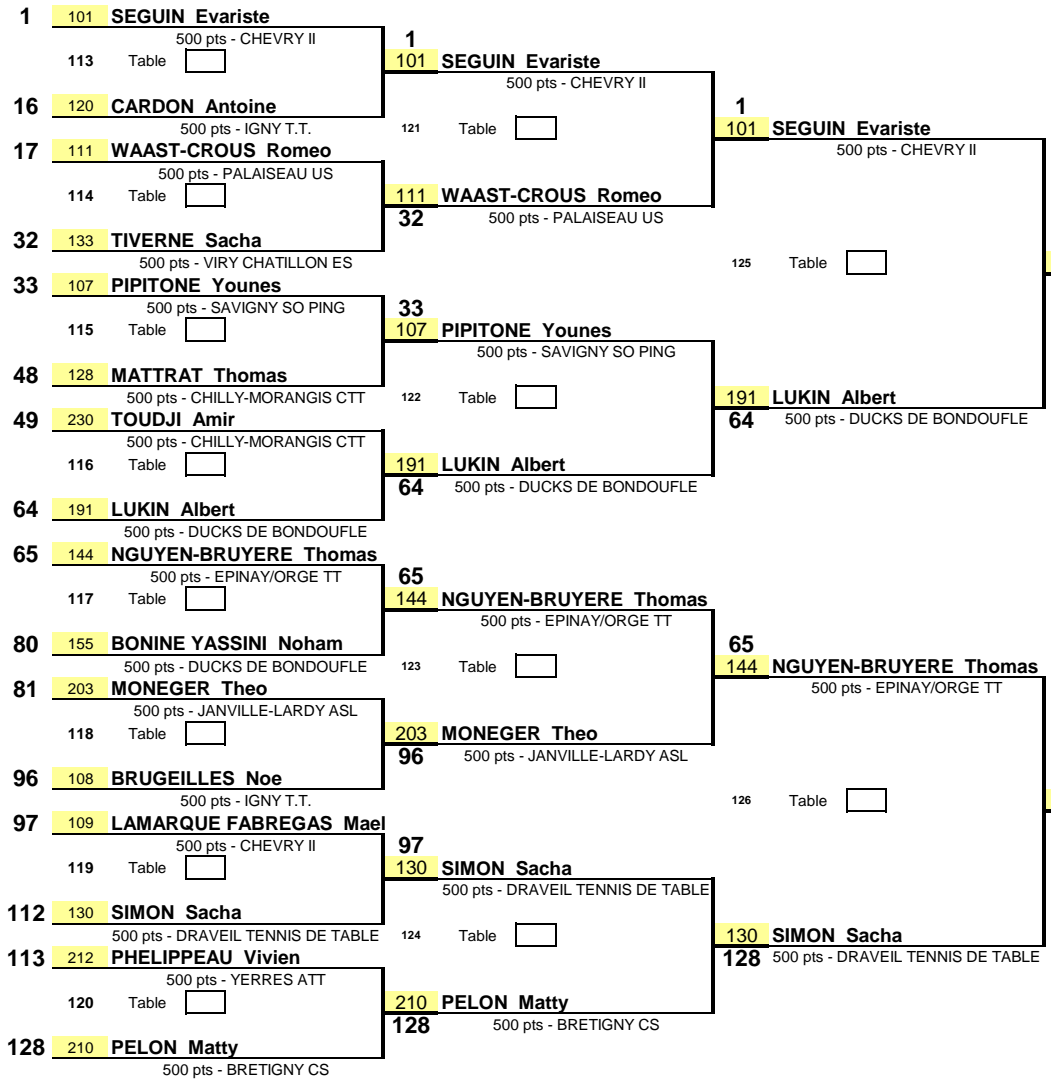 1 101 SEGUIN Evariste
500 pts - CHEVRY II
113 Table
16 120 CARDON Antoine
500 pts - IGNY T.T.
17 111 WAAST-CROUS Romeo
500 pts - PALAISEAU US
114 Table
32 133 TIVERNE Sacha
500 pts - VIRY CHATILLON ES
33 107 PIPITONE Younes
500 pts - SAVIGNY SO PING
115 Table
48 128 MATTRAT Thomas
500 pts - CHILLY-MORANGIS CTT
49 230 TOUDJI Amir
500 pts - CHILLY-MORANGIS CTT
116 Table
64 191 LUKIN Albert
500 pts - DUCKS DE BONDOUFLE
65 144 NGUYEN-BRUYERE Thomas
500 pts - EPINAY/ORGE TT
117 Table
80 155 BONINE YASSINI Noham
500 pts - DUCKS DE BONDOUFLE
81 203 MONEGER Theo
500 pts - JANVILLE-LARDY ASL
118 Table
96 108 BRUGEILLES Noe
500 pts - IGNY T.T.
97 109 LAMARQUE FABREGAS Mael
500 pts - CHEVRY II
119 Table
112 130 SIMON Sacha
500 pts - DRAVEIL TENNIS DE TABLE
113 212 PHELIPPEAU Vivien
500 pts - YERRES ATT
120 Table
128 210 PELON Matty
500 pts - BRETIGNY CS
1
101 SEGUIN Evariste
500 pts - CHEVRY II
121 Table
111 WAAST-CROUS Romeo
32 500 pts - PALAISEAU US
33
107 PIPITONE Younes
500 pts - SAVIGNY SO PING
122 Table
191 LUKIN Albert
64 500 pts - DUCKS DE BONDOUFLE
65
144 NGUYEN-BRUYERE Thomas
500 pts - EPINAY/ORGE TT
123 Table
203 MONEGER Theo
96 500 pts - JANVILLE-LARDY ASL
97
130 SIMON Sacha
500 pts - DRAVEIL TENNIS DE TABLE
124 Table
210 PELON Matty
128 500 pts - BRETIGNY CS
1
101 SEGUIN Evariste
500 pts - CHEVRY II
125 Table
191 LUKIN Albert
64 500 pts - DUCKS DE BONDOUFLE
65
144 NGUYEN-BRUYERE Thomas
500 pts - EPINAY/ORGE TT
126 Table
130 SIMON Sacha
128 500 pts - DRAVEIL TENNIS DE TABLE